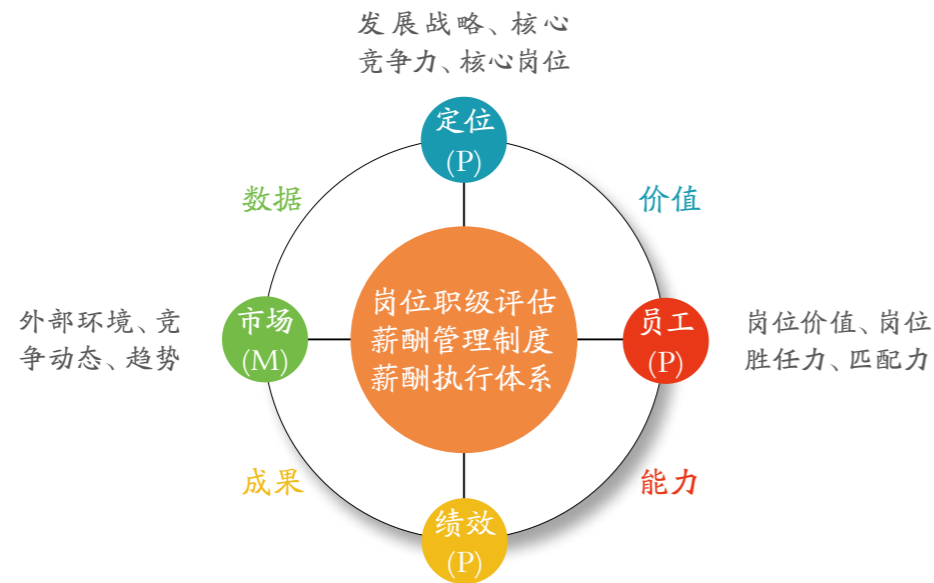 发展战略、核心
竞争力、核心岗位
定位
(P)
数据
价值
外部环境、竞
争动态、趋势
市场
(M)
岗位职级评估
薪酬管理制度
薪酬执行体系
员工
(P)
岗位价值、岗位
胜任力、匹配力
成果
能力
绩效
(P)